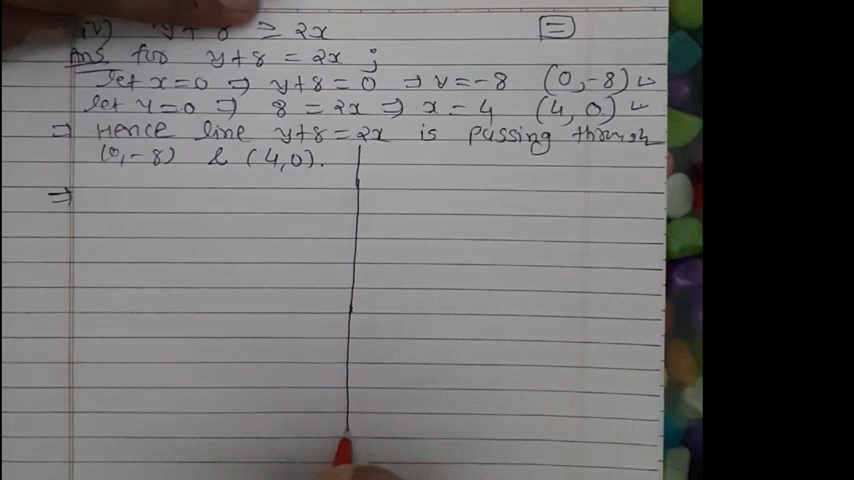 iv) y + 8 ≥ 2x
=
Ans for y+8 = 2x ;
let x=0 ⇒ y+8 = 0 ⇒ y = -8 (0,-8) ✓
let y=0 ⇒ 8 = 2x ⇒ x = 4 (4,0) ✓
⇒ Hence line y+8 = 2x is passing through
(0,-8) & (4,0).
⇒